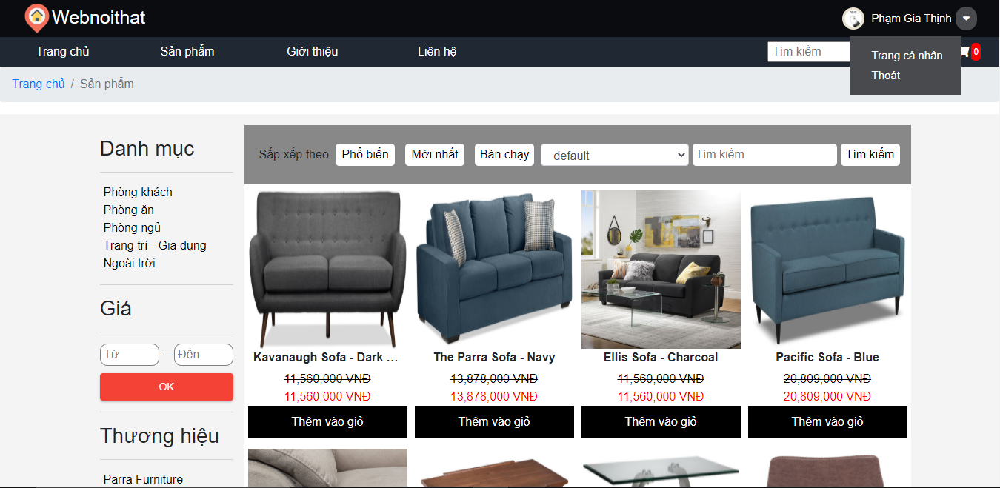 Webnoithat
Phạm Gia Thịnh
Trang chủ
Sản phẩm
Giới thiệu
Liên hệ
Tìm kiếm
0
Trang cá nhân
Thoát
Trang chủ / Sản phẩm
Danh mục
Phòng khách
Phòng ăn
Phòng ngủ
Trang trí - Gia dụng
Ngoài trời
Giá
Từ — Đến
OK
Thương hiệu
Parra Furniture
Sắp xếp theo
Phổ biến
Mới nhất
Bán chạy
default
Tìm kiếm
Tìm kiếm
Kavanaugh Sofa - Dark ...
11,560,000 VNĐ
11,560,000 VNĐ
Thêm vào giỏ
The Parra Sofa - Navy
13,878,000 VNĐ
13,878,000 VNĐ
Thêm vào giỏ
Ellis Sofa - Charcoal
11,560,000 VNĐ
11,560,000 VNĐ
Thêm vào giỏ
Pacific Sofa - Blue
20,809,000 VNĐ
20,809,000 VNĐ
Thêm vào giỏ